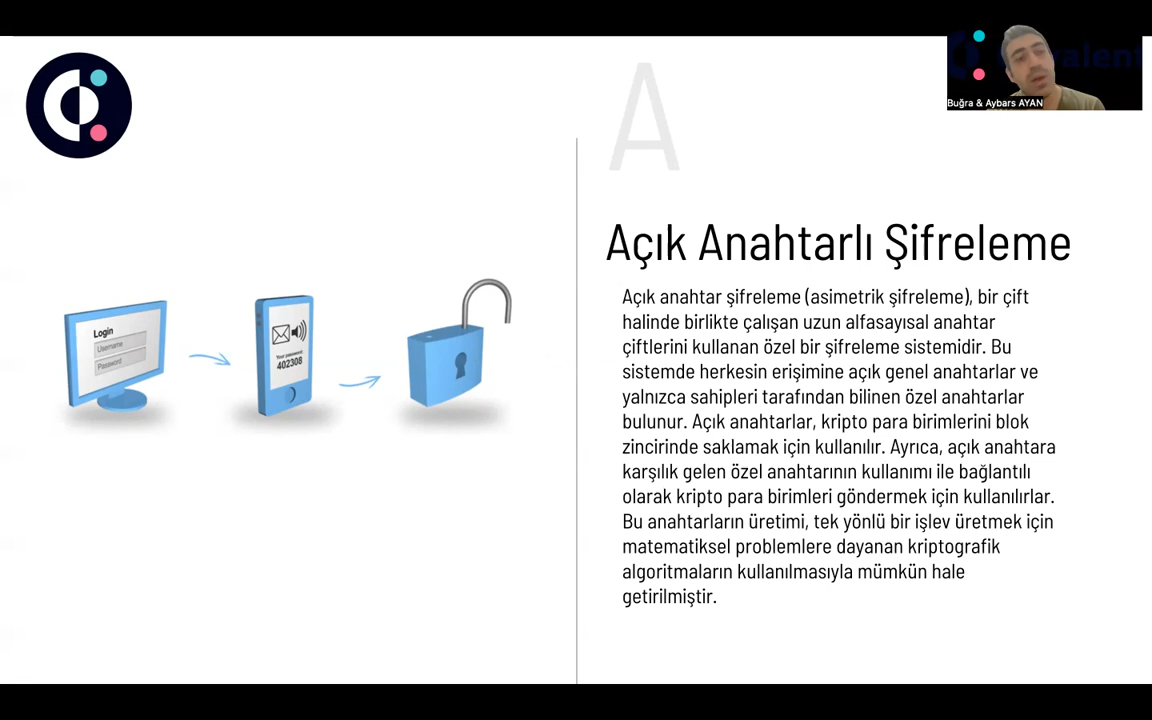 A
Buğra & Aybars AYAN
Açık Anahtarlı Şifreleme
Login
Username
Password
Your password:
402308
Açık anahtar şifreleme (asimetrik şifreleme), bir çift
halinde birlikte çalışan uzun alfasayısal anahtar
çiftlerini kullanan özel bir şifreleme sistemidir. Bu
sistemde herkesin erişimine açık genel anahtarlar ve
yalnızca sahipleri tarafından bilinen özel anahtarlar
bulunur. Açık anahtarlar, kripto para birimlerini blok
zincirinde saklamak için kullanılır. Ayrıca, açık anahtara
karşılık gelen özel anahtarının kullanımı ile bağlantılı
olarak kripto para birimleri göndermek için kullanılırlar.
Bu anahtarların üretimi, tek yönlü bir işlev üretmek için
matematiksel problemlere dayanan kriptografik
algoritmaların kullanılmasıyla mümkün hale
getirilmiştir.